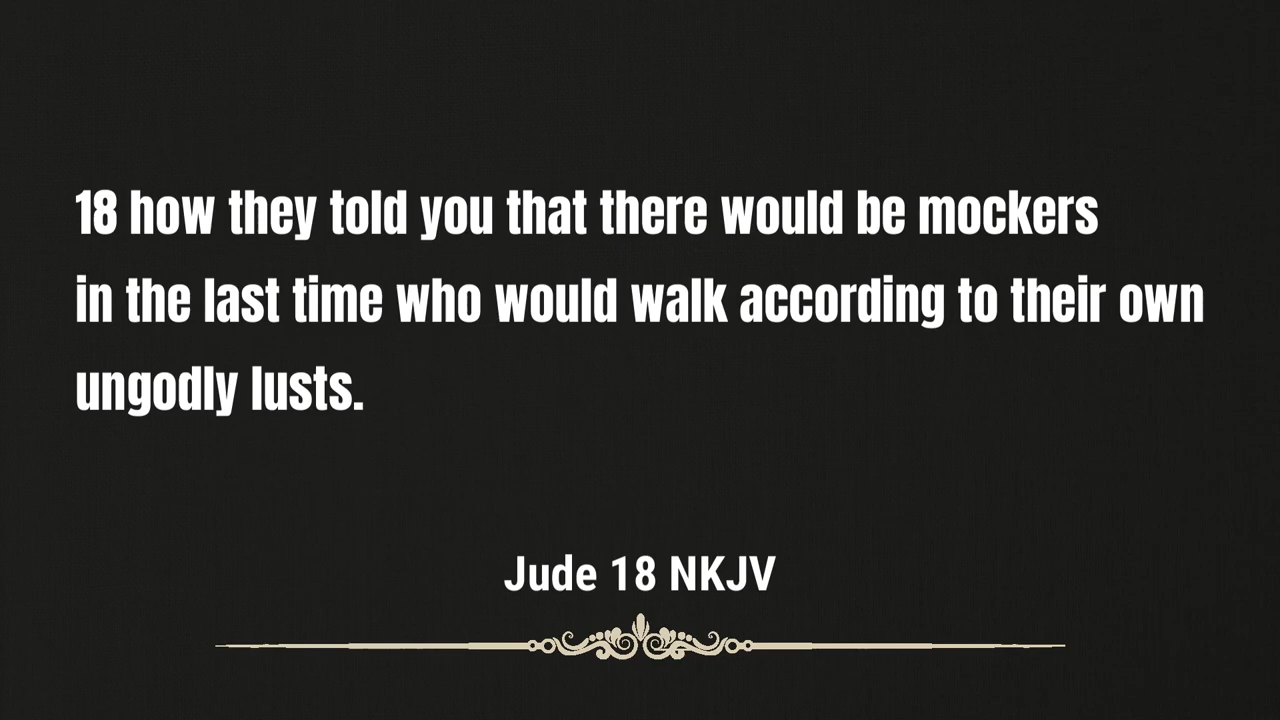 18 how they told you that there would be mockers
in the last time who would walk according to their own
ungodly lusts.
Jude 18 NKJV